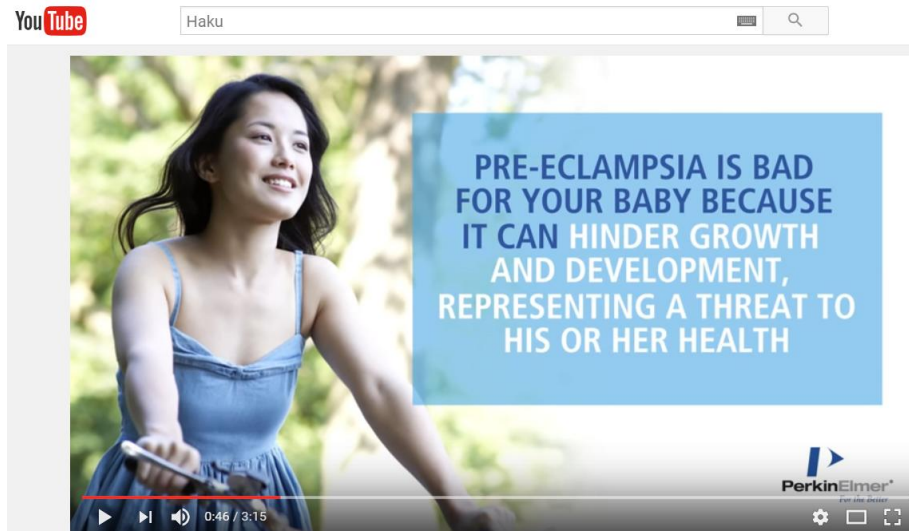 YouTube
Haku
PRE-ECLAMPSIA IS BAD
FOR YOUR BABY BECAUSE
IT CAN HINDER GROWTH
AND DEVELOPMENT,
REPRESENTING A THREAT TO
HIS OR HER HEALTH
PerkinElmer
For the Better
0:46 / 3:15